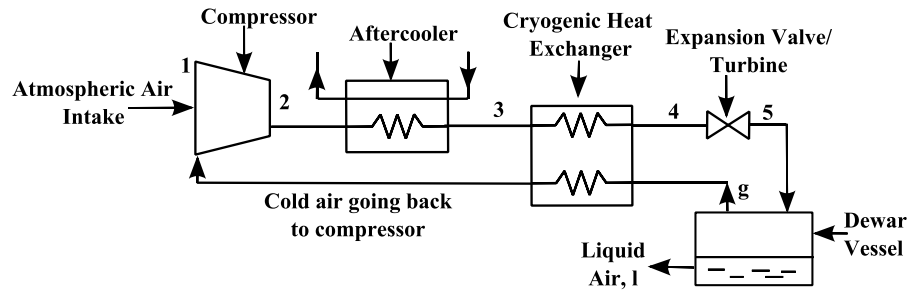 Compressor
Aftercooler
Cryogenic Heat
Exchanger
Expansion Valve/
Turbine
Atmospheric Air
Intake
1
2
3
4
5
g
Cold air going back
to compressor
Dewar
Vessel
Liquid
Air, l